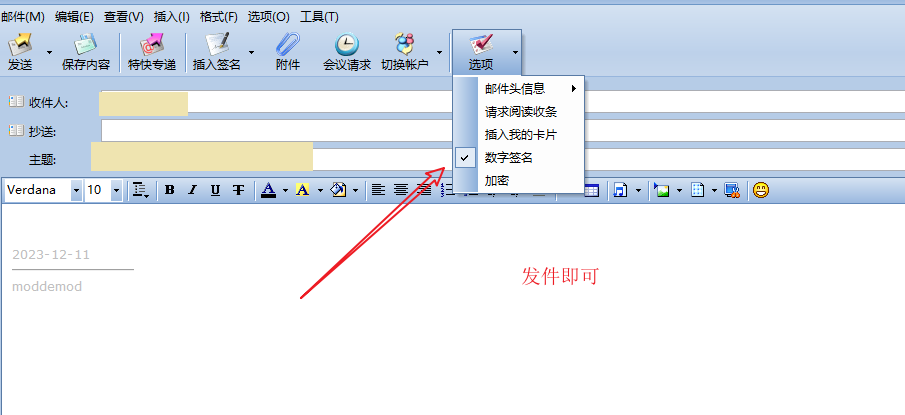 邮件(M) 编辑(E) 查看(V) 插入(I) 格式(F) 选项(O) 工具(T)
发送 保存内容 特快专递 插入签名 附件 会议请求 切换帐户 选项
邮件头信息
请求阅读收条
插入我的卡片
数字签名
加密
收件人:
抄送:
主题:
Verdana 10 B I U T A A
2023-12-11
moddemod
发件即可